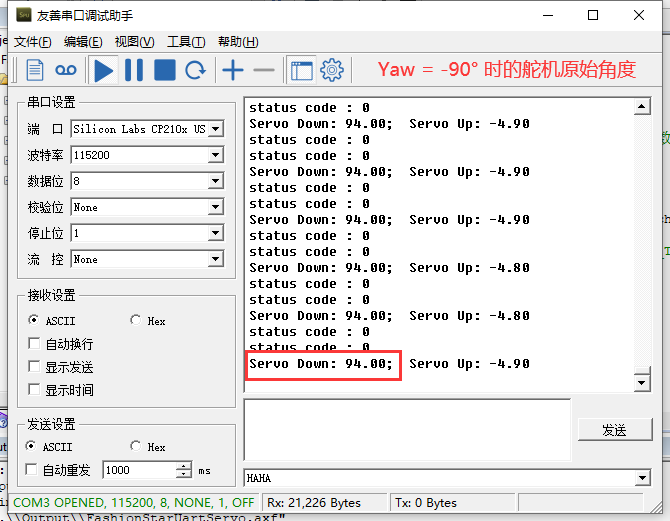 友善串口调试助手
文件(F) 编辑(E) 视图(V) 工具(T) 帮助(H)
Yaw = -90° 时的舵机原始角度
串口设置
端 口 Silicon Labs CP210x US
波特率 115200
数据位 8
校验位 None
停止位 1
流 控 None
接收设置
ASCII Hex
自动换行
显示发送
显示时间
发送设置
ASCII Hex
自动重发 1000 ms
status code : 0
Servo Down: 94.00; Servo Up: -4.90
status code : 0
status code : 0
Servo Down: 94.00; Servo Up: -4.90
status code : 0
status code : 0
Servo Down: 94.00; Servo Up: -4.90
status code : 0
status code : 0
Servo Down: 94.00; Servo Up: -4.80
status code : 0
status code : 0
Servo Down: 94.00; Servo Up: -4.80
status code : 0
status code : 0
Servo Down: 94.00; Servo Up: -4.90
发送
HAHA
COM3 OPENED, 115200, 8, NONE, 1, OFF Rx: 21,226 Bytes Tx: 0 Bytes
.\\Output\\FashionStarUartServo.axf"